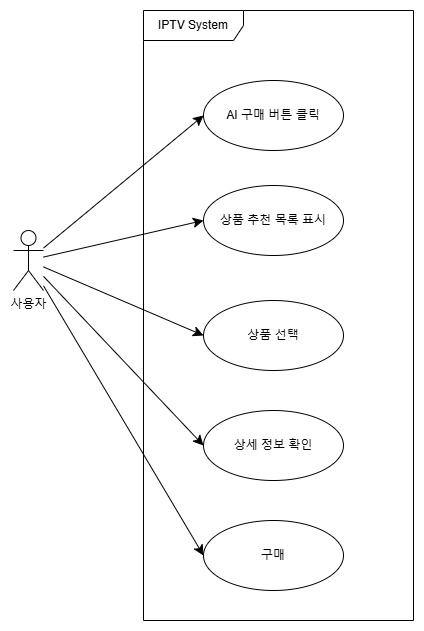 IPTV System
AI 구매 버튼 클릭
상품 추천 목록 표시
사용자
상품 선택
상세 정보 확인
구매